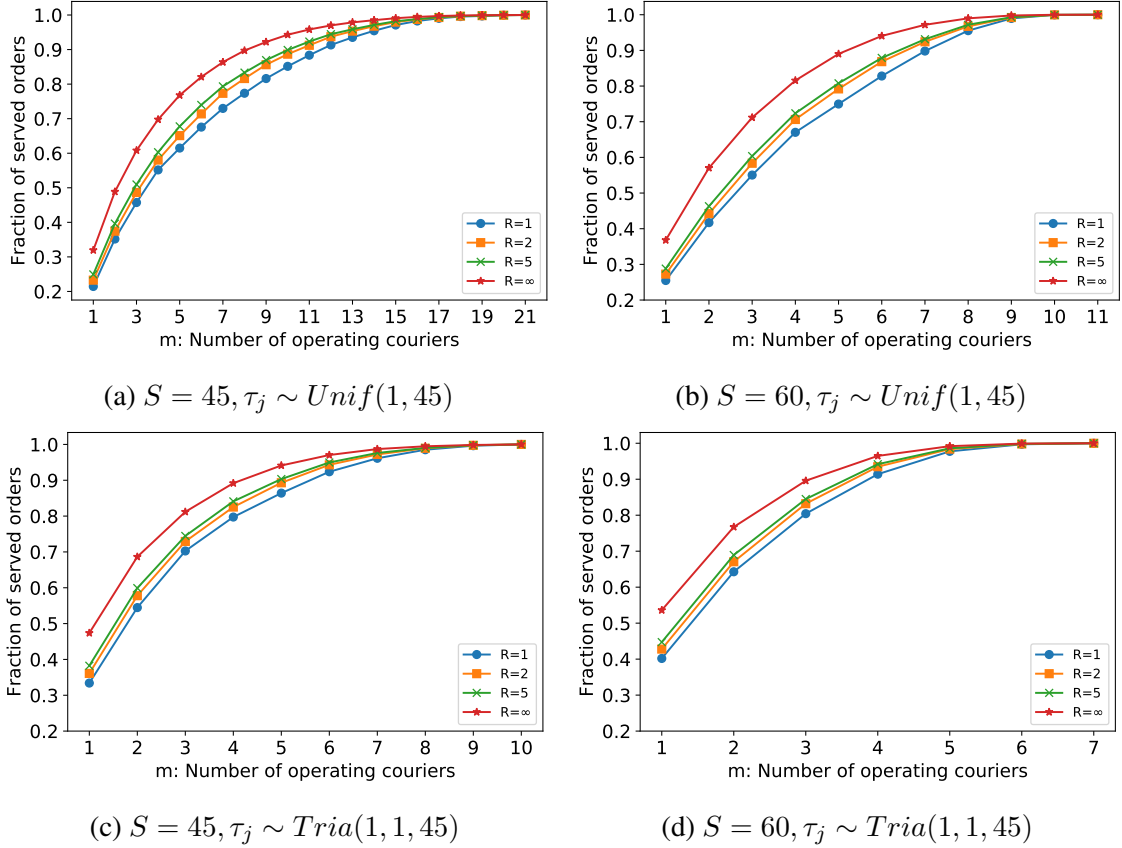 Fraction of served orders
1.0
0.9
0.8
0.7
0.6
0.5
0.4
0.3
0.2
R=1
R=2
R=5
R=∞
1 3 5 7 9 11 13 15 17 19 21
m: Number of operating couriers
(a) S = 45, τj ∼ Unif(1, 45)
Fraction of served orders
1.0
0.9
0.8
0.7
0.6
0.5
0.4
0.3
0.2
R=1
R=2
R=5
R=∞
1 2 3 4 5 6 7 8 9 10 11
m: Number of operating couriers
(b) S = 60, τj ∼ Unif(1, 45)
Fraction of served orders
1.0
0.9
0.8
0.7
0.6
0.5
0.4
0.3
0.2
R=1
R=2
R=5
R=∞
1 2 3 4 5 6 7 8 9 10
m: Number of operating couriers
(c) S = 45, τj ∼ Tria(1, 1, 45)
Fraction of served orders
1.0
0.9
0.8
0.7
0.6
0.5
0.4
0.3
0.2
R=1
R=2
R=5
R=∞
1 2 3 4 5 6 7
m: Number of operating couriers
(d) S = 60, τj ∼ Tria(1, 1, 45)